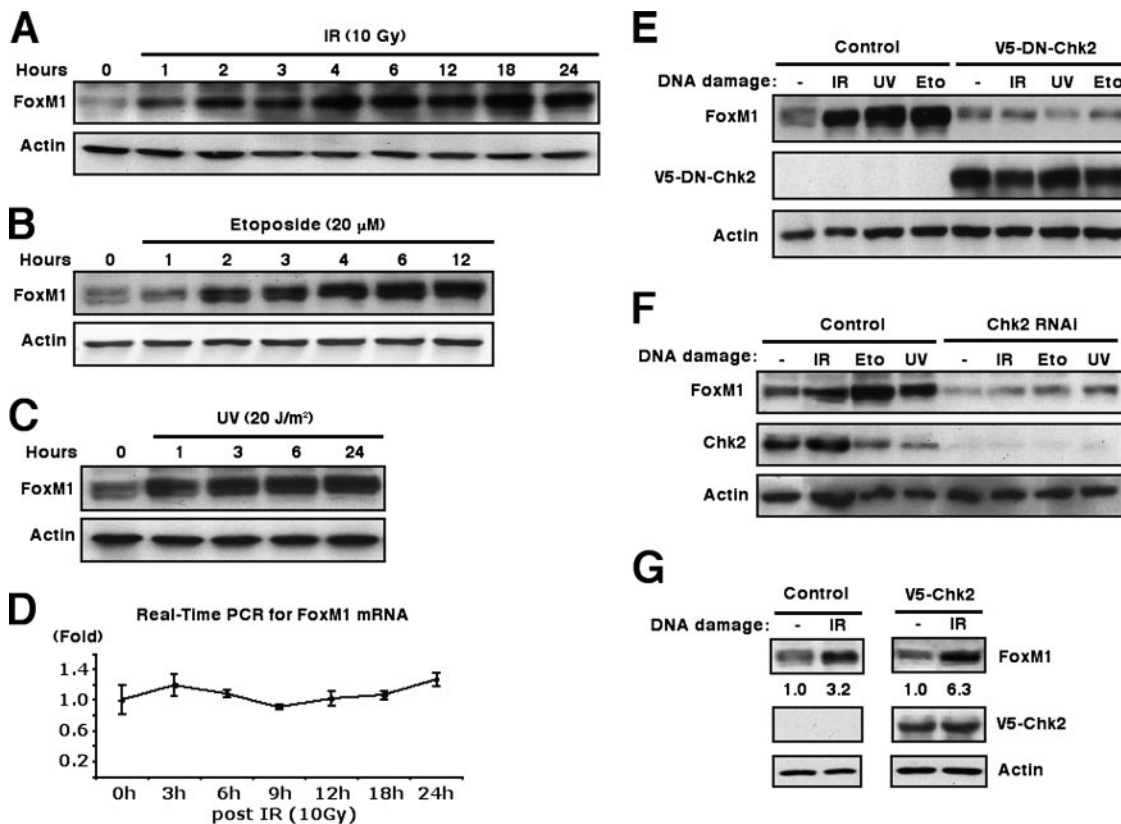 A
IR (10 Gy)
Hours 0 1 2 3 4 6 12 18 24
FoxM1
Actin
B
Etoposide (20 µM)
Hours 0 1 2 3 4 6 12
FoxM1
Actin
C
UV (20 J/m²)
Hours 0 1 3 6 24
FoxM1
Actin
D
Real-Time PCR for FoxM1 mRNA
(Fold)
1.4
1.0
0.6
0.2
0h 3h 6h 9h 12h 18h 24h
post IR (10Gy)
E
Control V5-DN-Chk2
DNA damage: - IR UV Eto - IR UV Eto
FoxM1
V5-DN-Chk2
Actin
F
Control Chk2 RNAi
DNA damage: - IR Eto UV - IR Eto UV
FoxM1
Chk2
Actin
G
Control V5-Chk2
DNA damage: - IR - IR
FoxM1
1.0 3.2 1.0 6.3
V5-Chk2
Actin